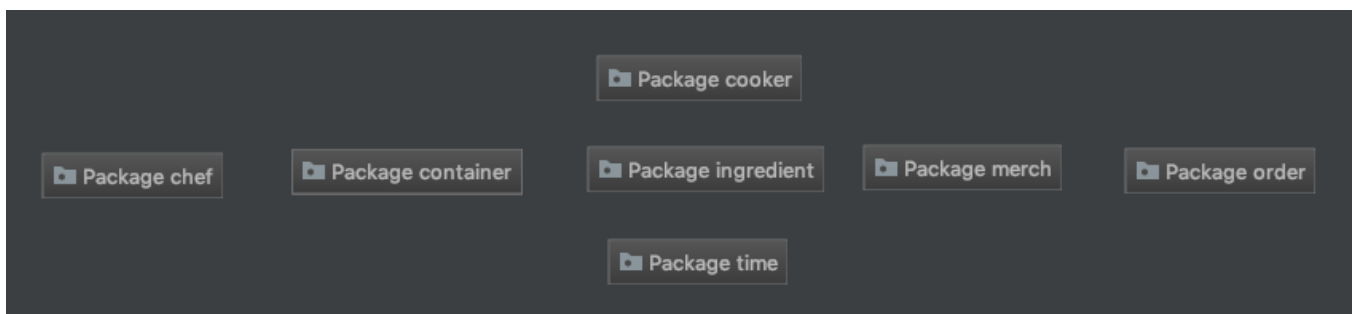 Package cooker
Package chef
Package container
Package ingredient
Package merch
Package order
Package time